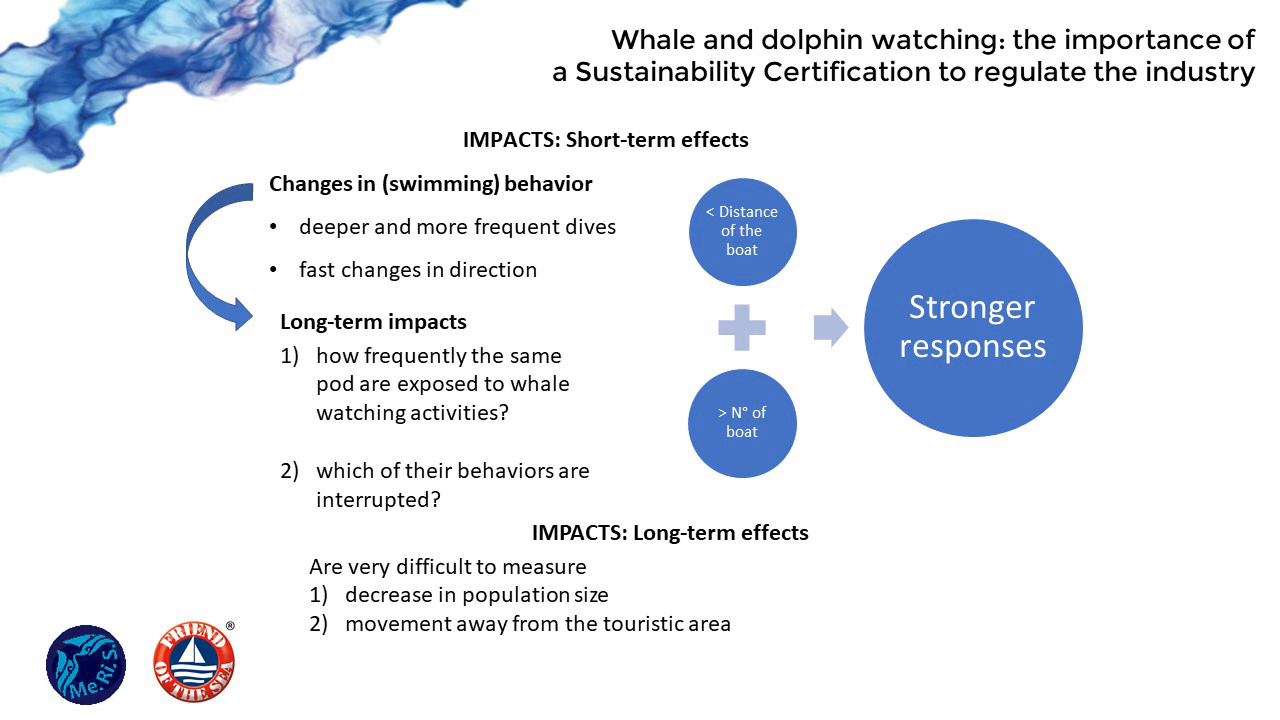 Whale and dolphin watching: the importance of
a Sustainability Certification to regulate the industry
IMPACTS: Short-term effects
Changes in (swimming) behavior
• deeper and more frequent dives
• fast changes in direction
Long-term impacts
1) how frequently the same
pod are exposed to whale
watching activities?
2) which of their behaviors are
interrupted?
< Distance
of the
boat
> N° of
boat
Stronger
responses
IMPACTS: Long-term effects
Are very difficult to measure
1) decrease in population size
2) movement away from the touristic area
Me.Ri.S.
FRIEND
OF THE SEA
®